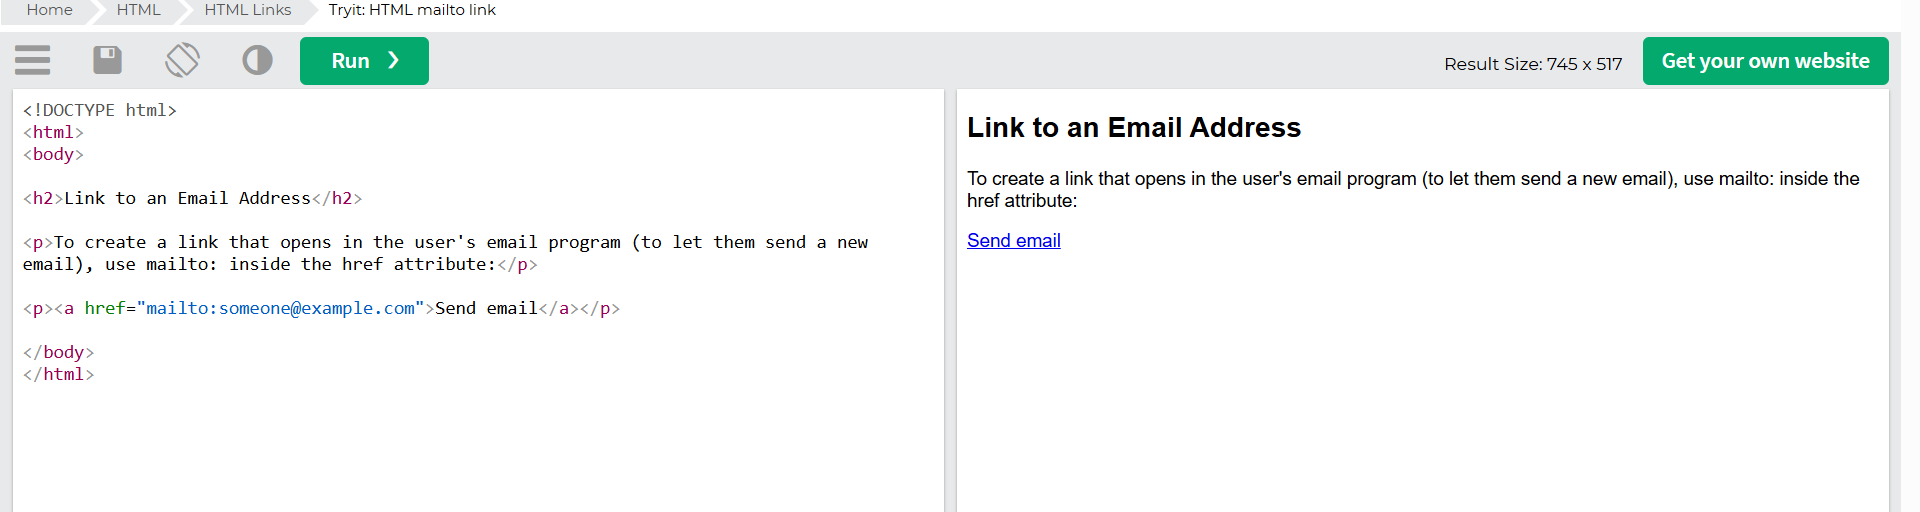 Home HTML HTML Links Tryit: HTML mailto link
Run ❯ Result Size: 745 x 517 Get your own website
<!DOCTYPE html>
<html>
<body>
<h2>Link to an Email Address</h2>
<p>To create a link that opens in the user's email program (to let them send a new
email), use mailto: inside the href attribute:</p>
<p><a href="mailto:someone@example.com">Send email</a></p>
</body>
</html>
Link to an Email Address
To create a link that opens in the user's email program (to let them send a new email), use mailto: inside the
href attribute:
Send email